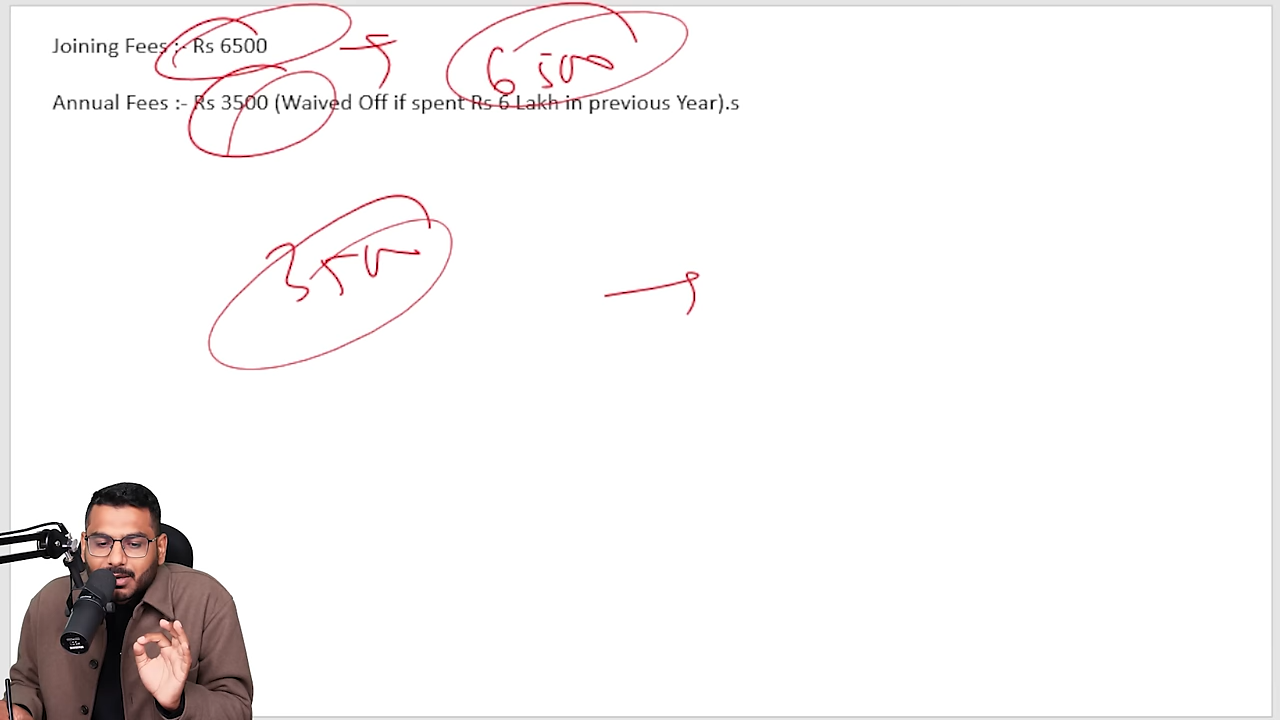 Joining Fees :- Rs 6500
6500
Annual Fees :- Rs 3500 (Waived Off if spent Rs 6 Lakh in previous Year).s
3500